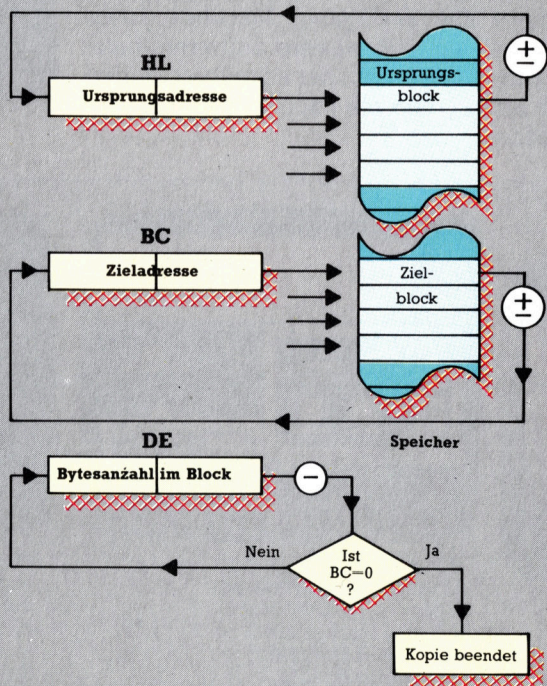 HL
Ursprungsadresse
Ursprungs-
block
±
BC
Zieladresse
Ziel-
block
±
Speicher
DE
Bytesanzahl im Block
−
Nein
Ist
BC=0
?
Ja
Kopie beendet